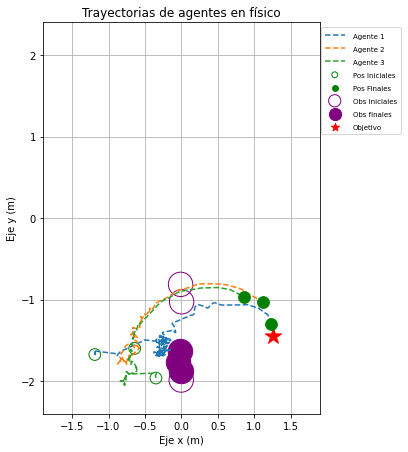 Trayectorias de agentes en físico
Agente 1
Agente 2
Agente 3
Pos Iniciales
Pos Finales
Obs Iniciales
Obs finales
Objetivo
Eje y (m)
2
1
0
−1
−2
−1.5
−1.0
−0.5
0.0
0.5
1.0
1.5
Eje x (m)